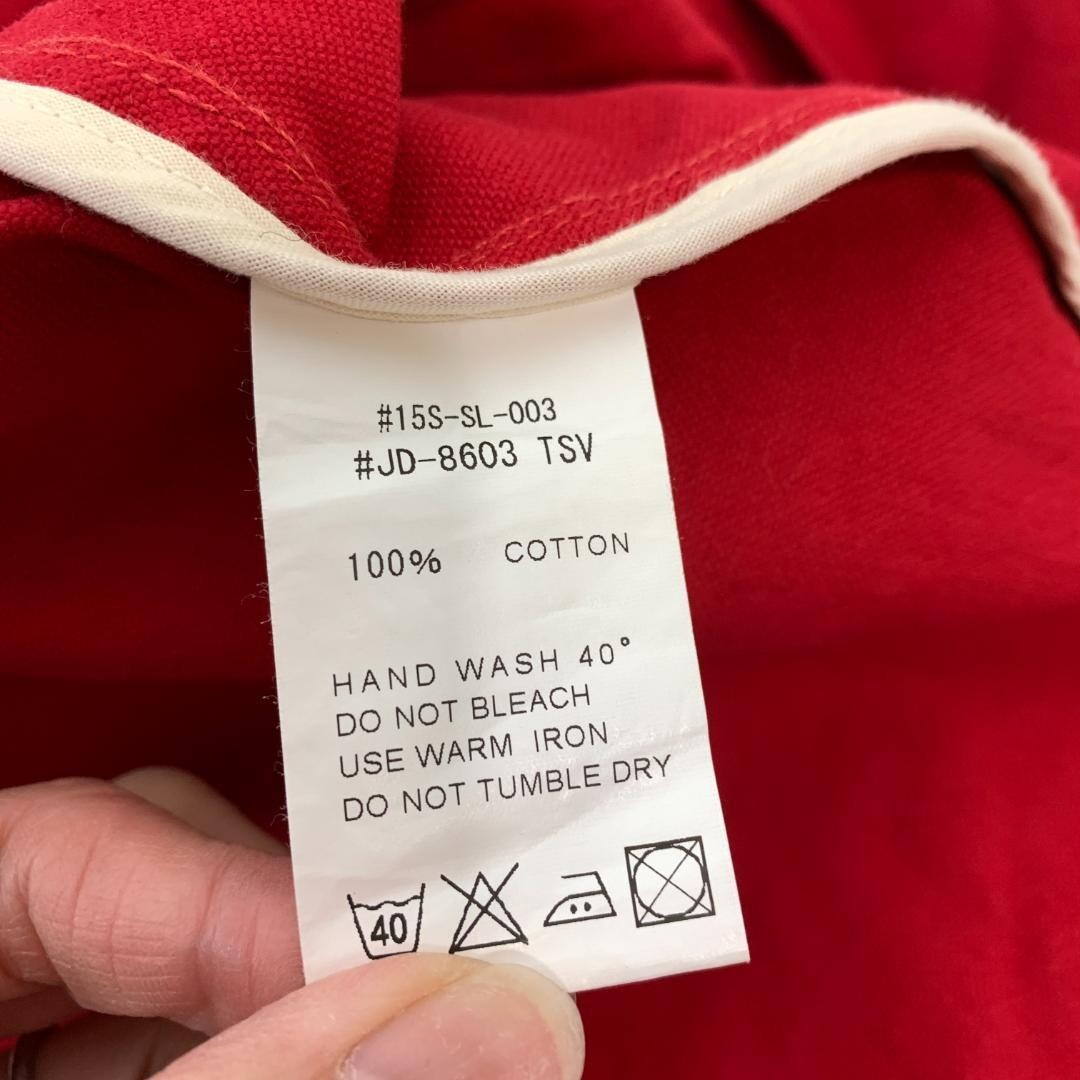 #15S-SL-003
#JD-8603 TSV
100% COTTON
HAND WASH 40°
DO NOT BLEACH
USE WARM IRON
DO NOT TUMBLE DRY
40